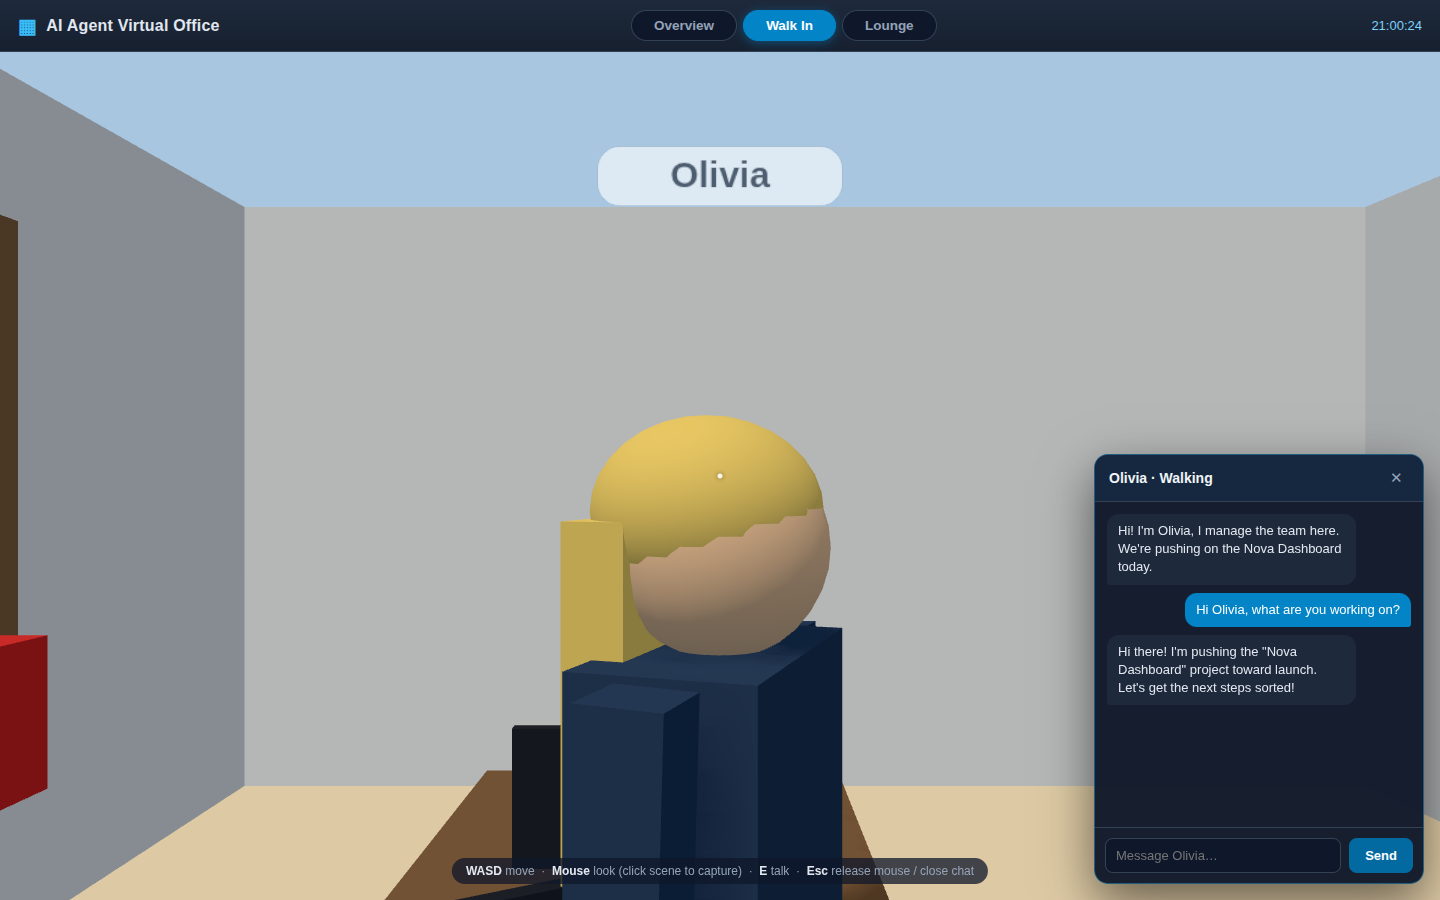 AI Agent Virtual Office
Overview
Walk In
Lounge
21:00:24
Olivia
Olivia · Walking
✕
Hi! I'm Olivia, I manage the team here.
We're pushing on the Nova Dashboard
today.
Hi Olivia, what are you working on?
Hi there! I'm pushing the "Nova
Dashboard" project toward launch.
Let's get the next steps sorted!
WASD move · Mouse look (click scene to capture) · E talk · Esc release mouse / close chat
Message Olivia…
Send